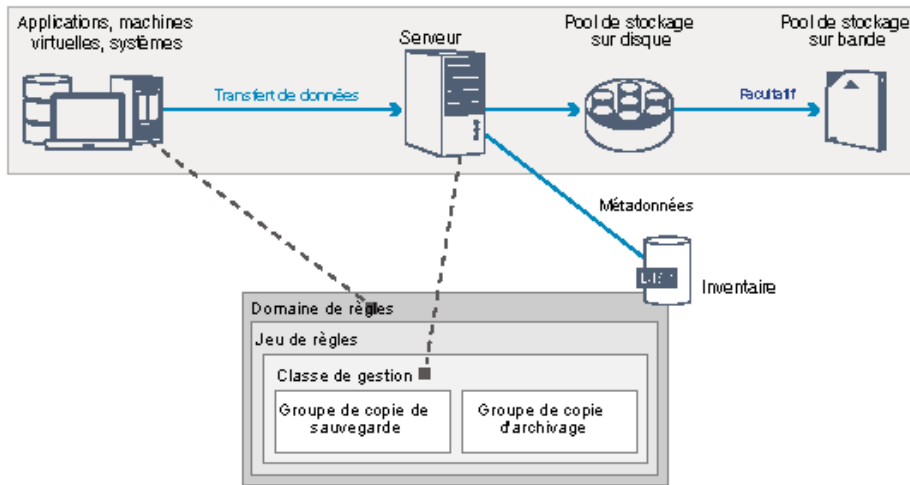 Applications, machines
virtuelles, systèmes
Serveur
Pool de stockage
sur disque
Pool de stockage
sur bande
Transfert de données
Facultatif
Métadonnées
Inventaire
Domaine de règles
Jeu de règles
Classe de gestion
Groupe de copie de
sauvegarde
Groupe de copie
d'archivage